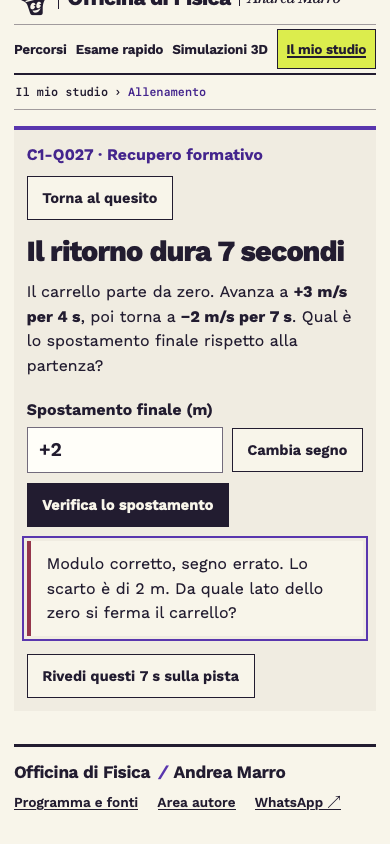 Officina di Fisica
Andrea Marro
Percorsi Esame rapido Simulazioni 3D Il mio studio
Il mio studio › Allenamento
C1-Q027 · Recupero formativo
Torna al quesito
Il ritorno dura 7 secondi
Il carrello parte da zero. Avanza a +3 m/s
per 4 s, poi torna a −2 m/s per 7 s. Qual è
lo spostamento finale rispetto alla
partenza?
Spostamento finale (m)
+2
Cambia segno
Verifica lo spostamento
Modulo corretto, segno errato. Lo
scarto è di 2 m. Da quale lato dello
zero si ferma il carrello?
Rivedi questi 7 s sulla pista
Officina di Fisica / Andrea Marro
Programma e fonti Area autore WhatsApp ↗